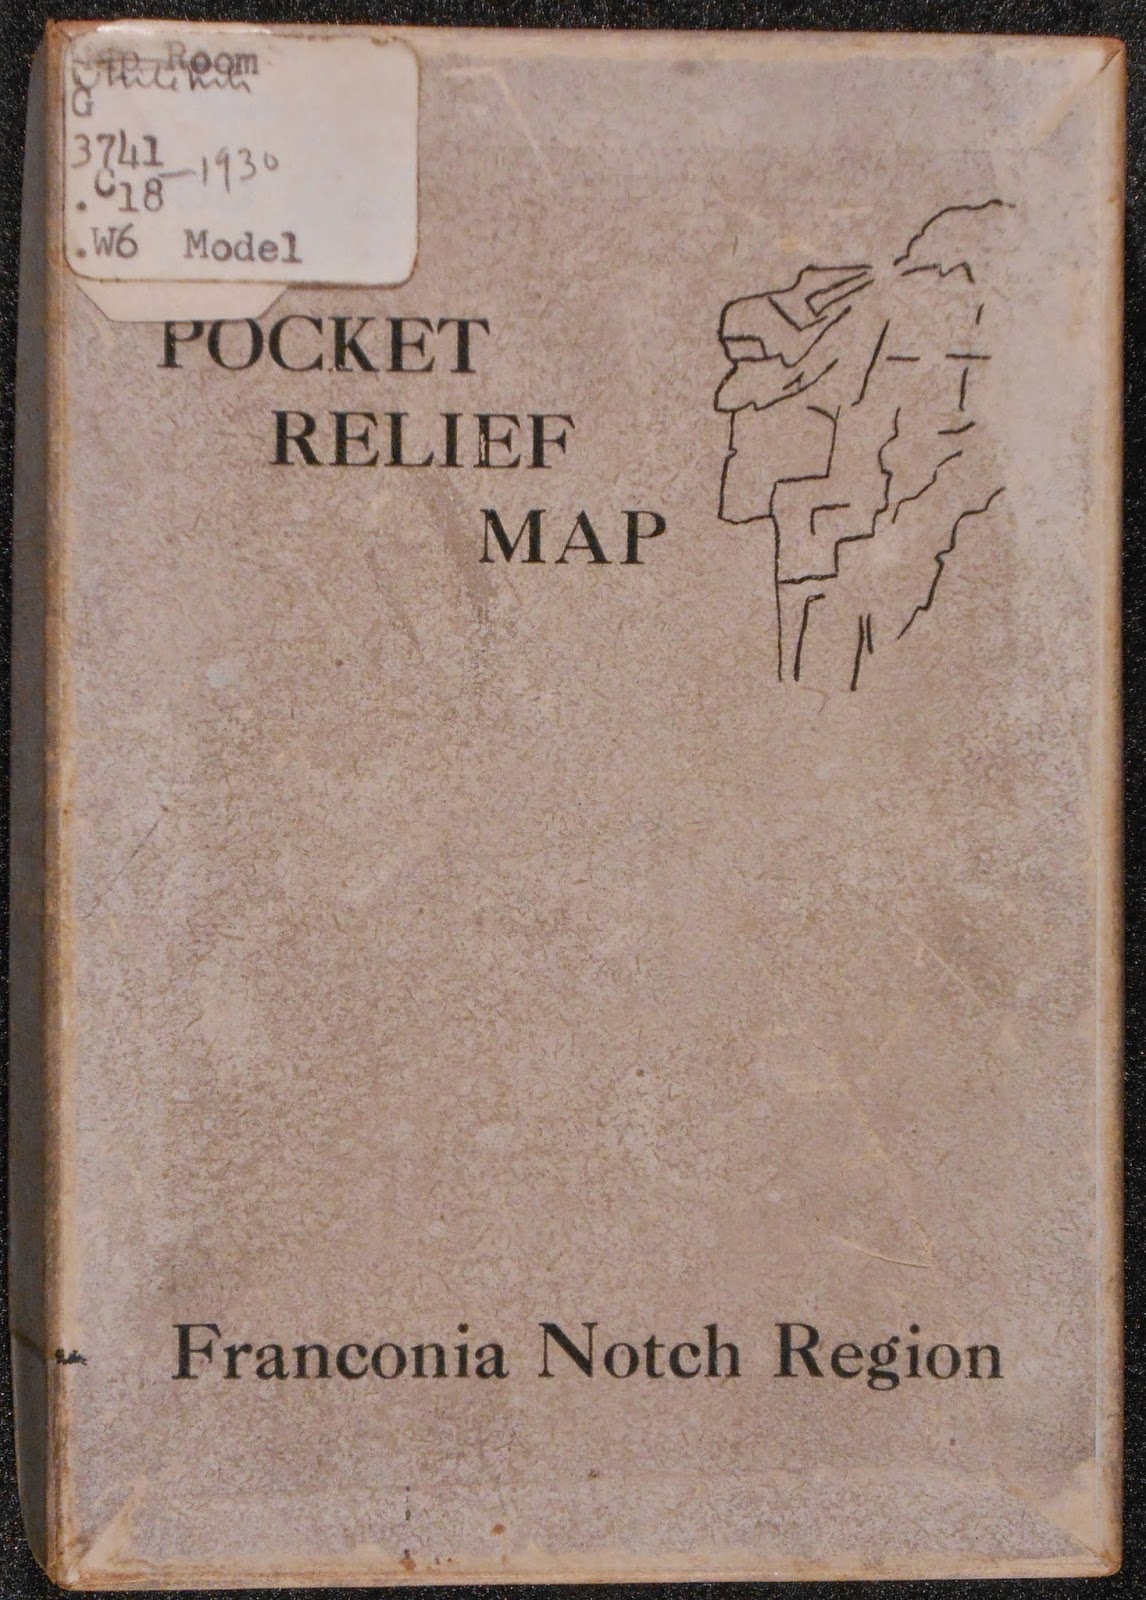 Map Room
G
3741
.C18 -1930
.W6 Model
POCKET
RELIEF
MAP
Franconia Notch Region